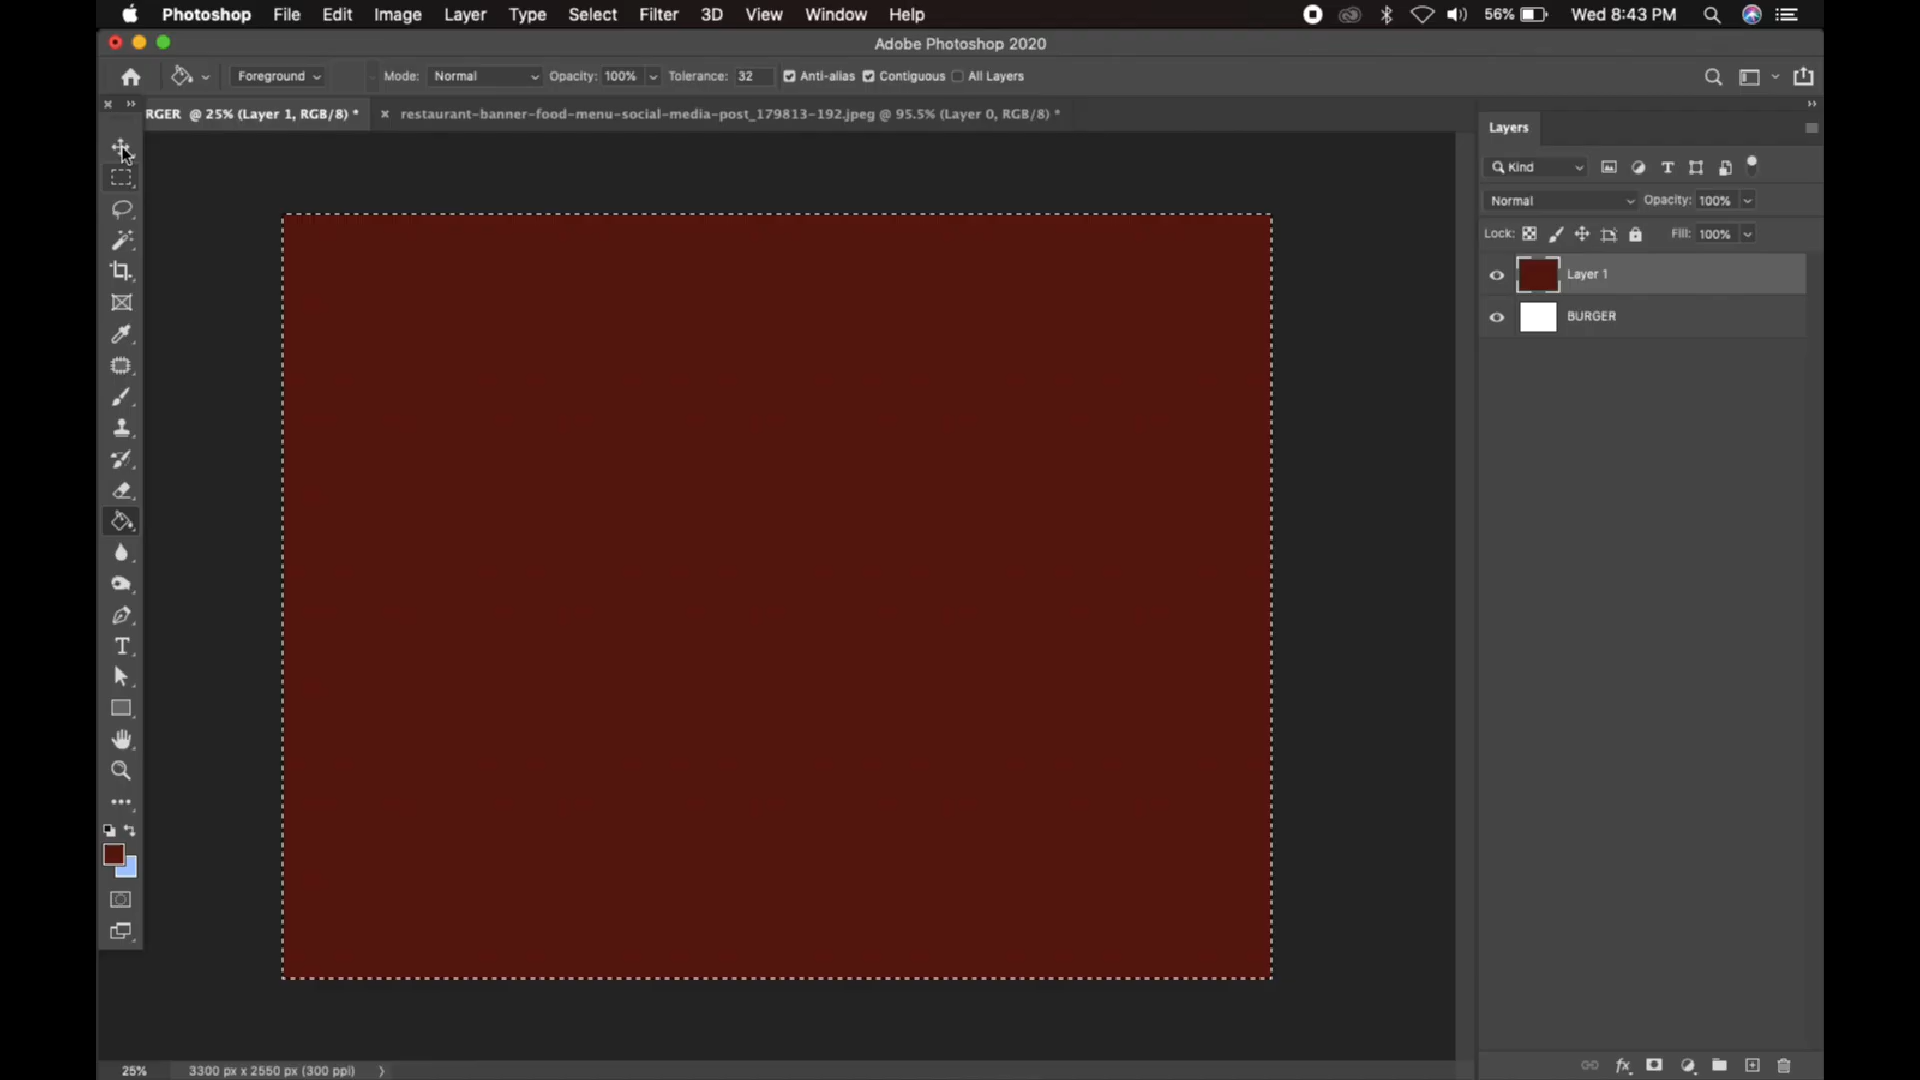 Photoshop File Edit Image Layer Type Select Filter 3D View Window Help 56% Wed 8:43 PM
Adobe Photoshop 2020
Foreground Mode: Normal Opacity: 100% Tolerance: 32 Anti-alias Contiguous All Layers
RGER @ 25% (Layer 1, RGB/8) * × restaurant-banner-food-menu-social-media-post_179813-192.jpeg @ 95.5% (Layer 0, RGB/8) *
Layers
Kind
Normal Opacity: 100%
Lock: Fill: 100%
Layer 1
BURGER
25% 3300 px x 2550 px (300 ppi)